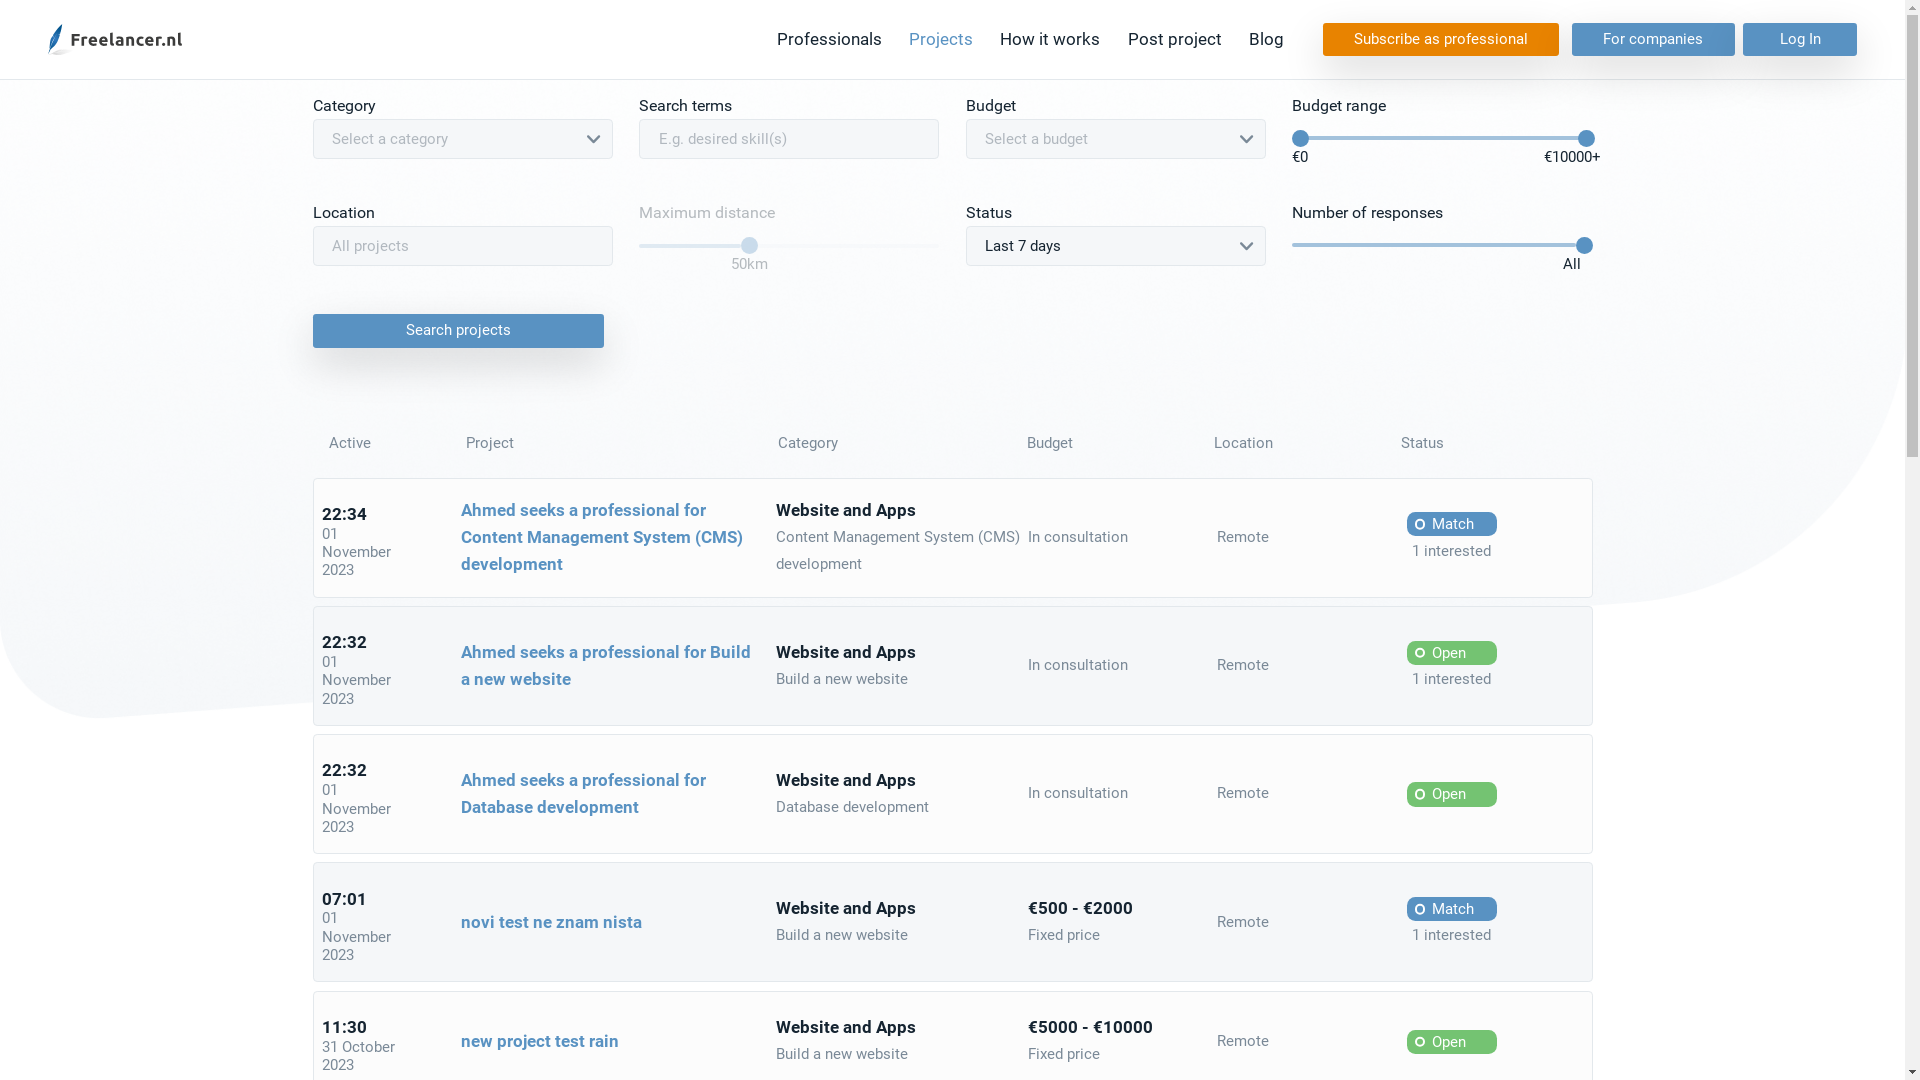 Freelancer.nl
Professionals
Projects
How it works
Post project
Blog
Subscribe as professional
For companies
Log In
Category
Search terms
Budget
Budget range
Select a category
E.g. desired skill(s)
Select a budget
€0
€10000+
Location
Maximum distance
Status
Number of responses
All projects
50km
Last 7 days
All
Search projects
Active
Project
Category
Budget
Location
Status
22:34
01
November
2023
Ahmed seeks a professional for
Content Management System (CMS)
development
Website and Apps
Content Management System (CMS)
development
In consultation
Remote
Match
1 interested
22:32
01
November
2023
Ahmed seeks a professional for Build
a new website
Website and Apps
Build a new website
In consultation
Remote
Open
1 interested
22:32
01
November
2023
Ahmed seeks a professional for
Database development
Website and Apps
Database development
In consultation
Remote
Open
07:01
01
November
2023
novi test ne znam nista
Website and Apps
Build a new website
€500 - €2000
Fixed price
Remote
Match
1 interested
11:30
31 October
2023
new project test rain
Website and Apps
Build a new website
€5000 - €10000
Fixed price
Remote
Open